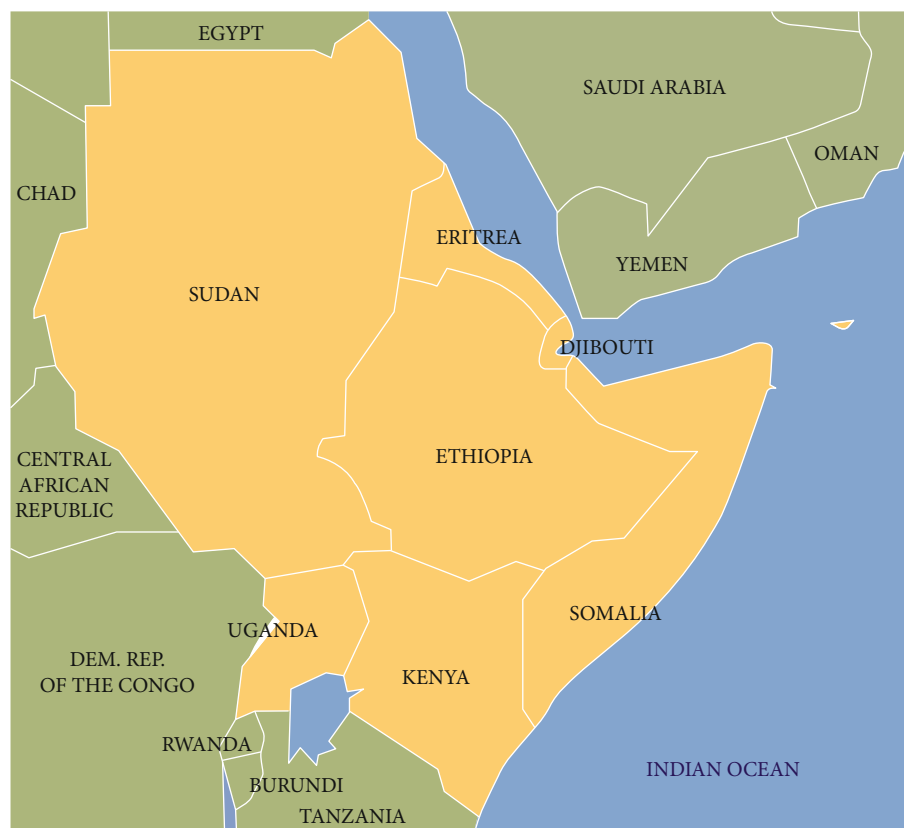 EGYPT
SAUDI ARABIA
OMAN
CHAD
ERITREA
YEMEN
SUDAN
DJIBOUTI
ETHIOPIA
CENTRAL
AFRICAN
REPUBLIC
SOMALIA
UGANDA
DEM. REP.
OF THE CONGO
KENYA
RWANDA
INDIAN OCEAN
BURUNDI
TANZANIA